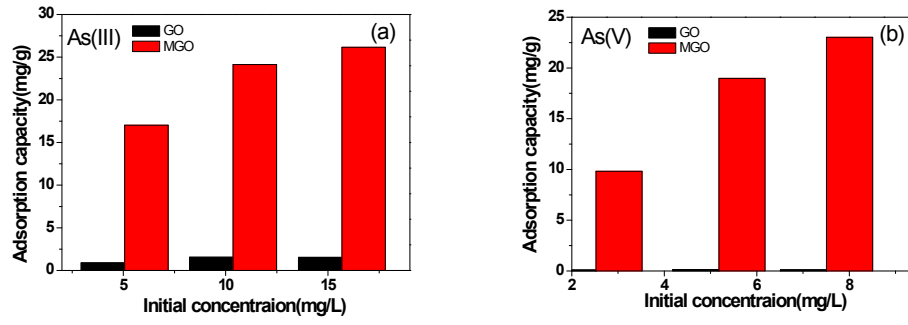 As(III)
GO
MGO
(a)
Adsorption capacity(mg/g)
30
25
20
15
10
5
0
5
10
15
Initial concentraion(mg/L)
As(V)
GO
MGO
(b)
Adsorption capacity(mg/g)
25
20
15
10
5
0
2
4
6
8
Initial concentraion(mg/L)